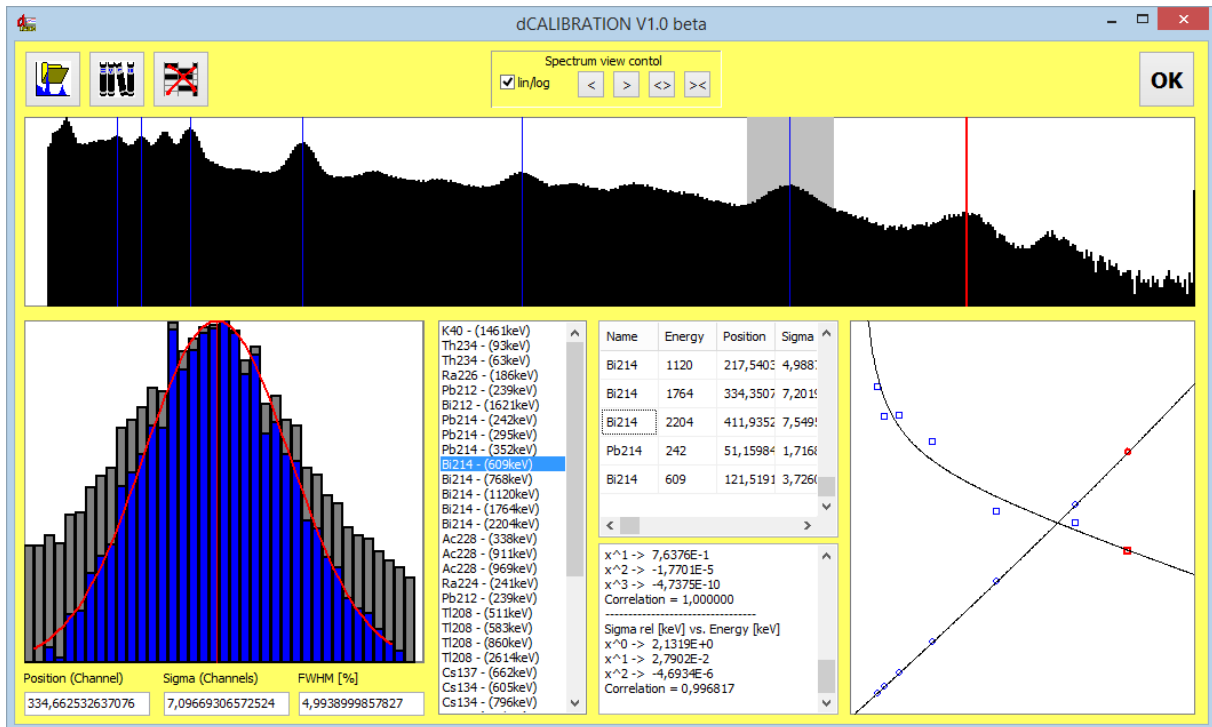 dCALIBRATION V1.0 beta
Spectrum view contol
lin/log
< > <> ><
OK
K40 - (1461keV)
Th234 - (93keV)
Th234 - (63keV)
Ra226 - (186keV)
Pb212 - (239keV)
Bi212 - (1621keV)
Pb214 - (242keV)
Pb214 - (295keV)
Pb214 - (352keV)
Bi214 - (609keV)
Bi214 - (768keV)
Bi214 - (1120keV)
Bi214 - (1764keV)
Bi214 - (2204keV)
Ac228 - (338keV)
Ac228 - (911keV)
Ac228 - (969keV)
Ra224 - (241keV)
Pb212 - (239keV)
Tl208 - (511keV)
Tl208 - (583keV)
Tl208 - (860keV)
Tl208 - (2614keV)
Cs137 - (662keV)
Cs134 - (605keV)
Cs134 - (796keV)
Name Energy Position Sigma
Bi214 1120 217,5403 4,9887
Bi214 1764 334,3507 7,2019
Bi214 2204 411,9352 7,5495
Pb214 242 51,15984 1,7168
Bi214 609 121,5191 3,7260
x^1 -> 7,6376E-1
x^2 -> -1,7701E-5
x^3 -> -4,7375E-10
Correlation = 1,000000
--------------------------------
Sigma rel [keV] vs. Energy [keV]
x^0 -> 2,1319E+0
x^1 -> 2,7902E-2
x^2 -> -4,6934E-6
Correlation = 0,996817
Position (Channel) Sigma (Channels) FWHM [%]
334,662532637076 7,09669306572524 4,9938999857827